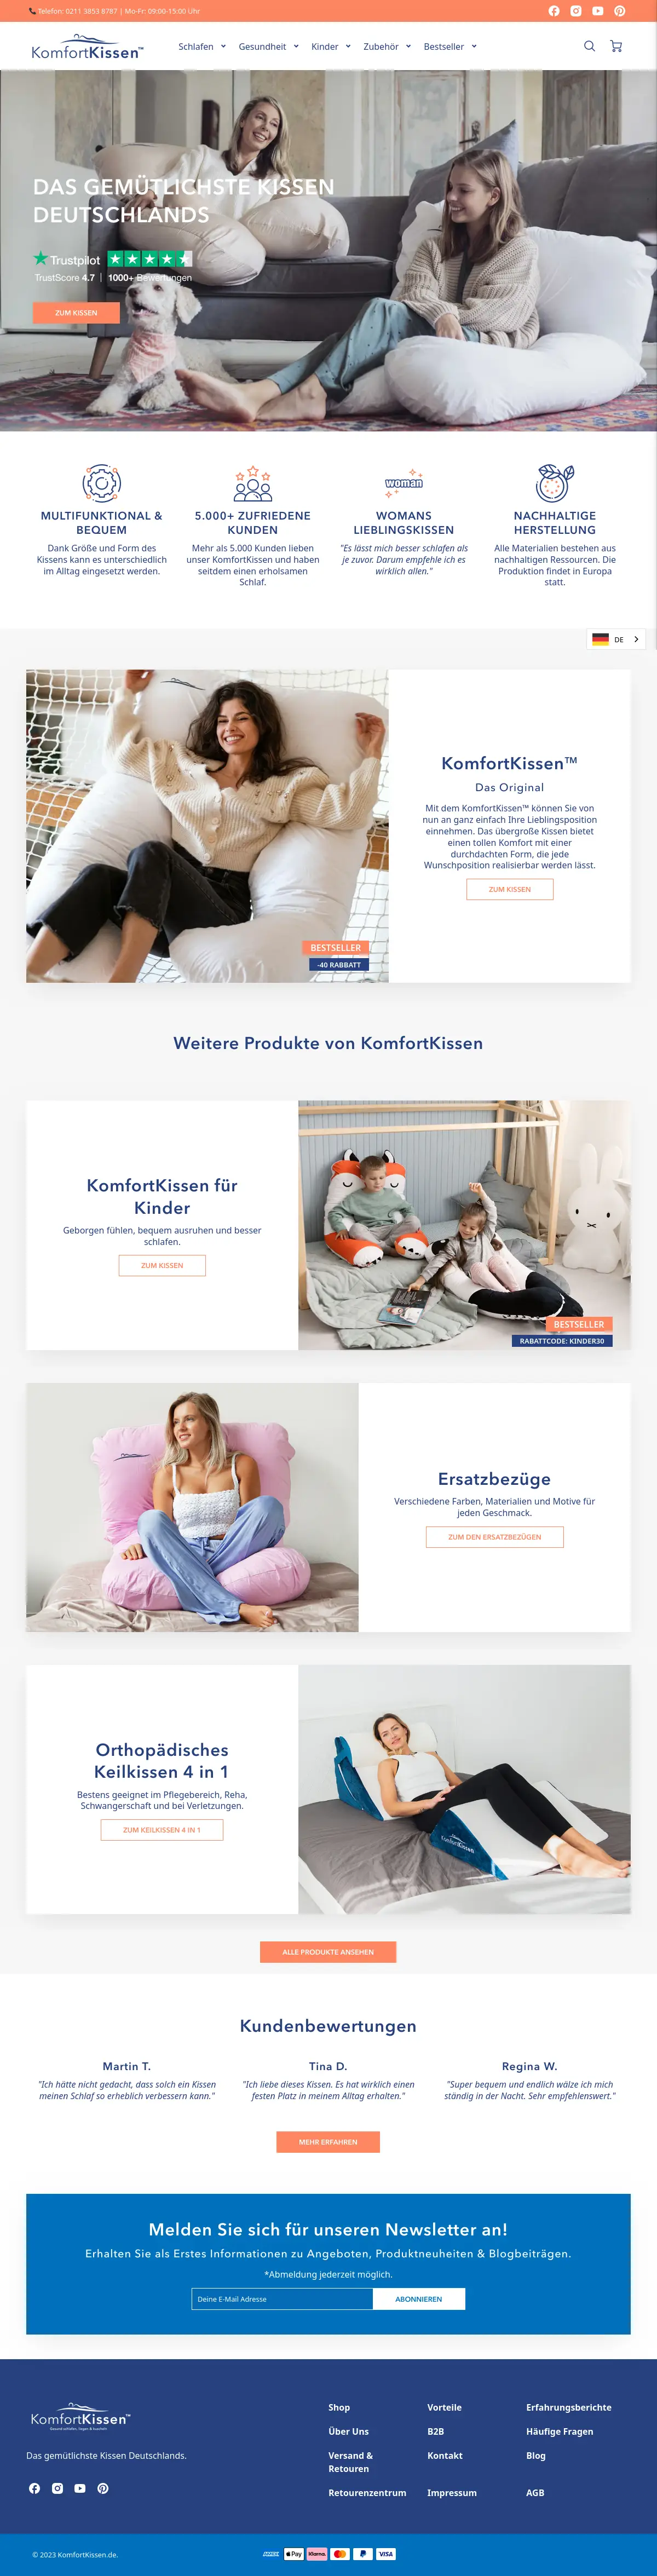 Telefon: 0211 3853 8787 | Mo-Fr: 09:00-15:00 Uhr
KomfortKissen™
Schlafen Gesundheit Kinder Zubehör Bestseller
DAS GEMÜTLICHSTE KISSEN
DEUTSCHLANDS
Trustpilot
TrustScore 4.7 | 1000+ Bewertungen
ZUM KISSEN
MULTIFUNKTIONAL &
BEQUEM
Dank Größe und Form des
Kissens kann es unterschiedlich
im Alltag eingesetzt werden.
5.000+ ZUFRIEDENE
KUNDEN
Mehr als 5.000 Kunden lieben
unser KomfortKissen und haben
seitdem einen erholsamen
Schlaf.
woman
WOMANS
LIEBLINGSKISSEN
"Es lässt mich besser schlafen als
je zuvor. Darum empfehle ich es
wirklich allen."
NACHHALTIGE
HERSTELLUNG
Alle Materialien bestehen aus
nachhaltigen Ressourcen. Die
Produktion findet in Europa
statt.
DE
KomfortKissen™
Das Original
Mit dem KomfortKissen™ können Sie von
nun an ganz einfach Ihre Lieblingsposition
einnehmen. Das übergroße Kissen bietet
einen tollen Komfort mit einer
durchdachten Form, die jede
Wunschposition realisierbar werden lässt.
ZUM KISSEN
BESTSELLER
-40 RABBATT
Weitere Produkte von KomfortKissen
KomfortKissen für
Kinder
Geborgen fühlen, bequem ausruhen und besser
schlafen.
ZUM KISSEN
BESTSELLER
RABATTCODE: KINDER30
Ersatzbezüge
Verschiedene Farben, Materialien und Motive für
jeden Geschmack.
ZUM DEN ERSATZBEZÜGEN
Orthopädisches
Keilkissen 4 in 1
Bestens geeignet im Pflegebereich, Reha,
Schwangerschaft und bei Verletzungen.
ZUM KEILKISSEN 4 IN 1
KomfortKissen
ALLE PRODUKTE ANSEHEN
Kundenbewertungen
Martin T.
"Ich hätte nicht gedacht, dass solch ein Kissen
meinen Schlaf so erheblich verbessern kann."
Tina D.
"Ich liebe dieses Kissen. Es hat wirklich einen
festen Platz in meinem Alltag erhalten."
Regina W.
"Super bequem und endlich wälze ich mich
ständig in der Nacht. Sehr empfehlenswert."
MEHR ERFAHREN
Melden Sie sich für unseren Newsletter an!
Erhalten Sie als Erstes Informationen zu Angeboten, Produktneuheiten & Blogbeiträgen.
*Abmeldung jederzeit möglich.
Deine E-Mail Adresse
ABONNIEREN
KomfortKissen™
Das gemütlichste Kissen Deutschlands.
Shop Vorteile Erfahrungsberichte
Über Uns B2B Häufige Fragen
Versand &
Retouren
Kontakt Blog
Retourenzentrum Impressum AGB
© 2023 KomfortKissen.de.
Apple Pay Klarna. PayPal VISA